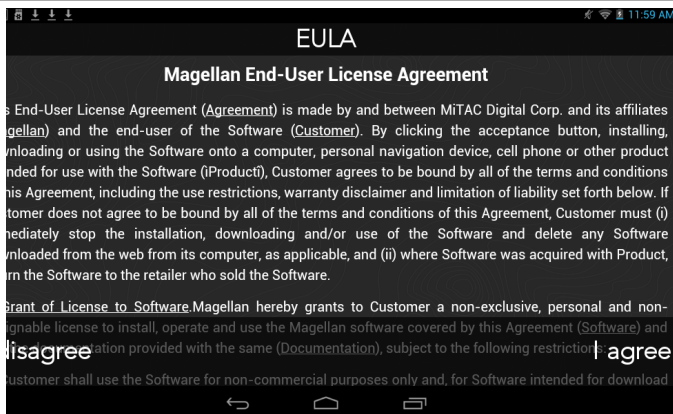 11:59 AM
EULA
Magellan End-User License Agreement
s End-User License Agreement (Agreement) is made by and between MiTAC Digital Corp. and its affiliates
agellan) and the end-user of the Software (Customer). By clicking the acceptance button, installing,
wnloading or using the Software onto a computer, personal navigation device, cell phone or other product
ended for use with the Software (ìProductî), Customer agrees to be bound by all of the terms and conditions
his Agreement, including the use restrictions, warranty disclaimer and limitation of liability set forth below. If
stomer does not agree to be bound by all of the terms and conditions of this Agreement, Customer must (i)
mediately stop the installation, downloading and/or use of the Software and delete any Software
wnloaded from the web from its computer, as applicable, and (ii) where Software was acquired with Product,
urn the Software to the retailer who sold the Software.
Grant of License to Software.Magellan hereby grants to Customer a non-exclusive, personal and non-
ignable license to install, operate and use the Magellan software covered by this Agreement (Software) and
documentation provided with the same (Documentation), subject to the following restrictions:
disagree
I agree
Customer shall use the Software for non-commercial purposes only and, for Software intended for download